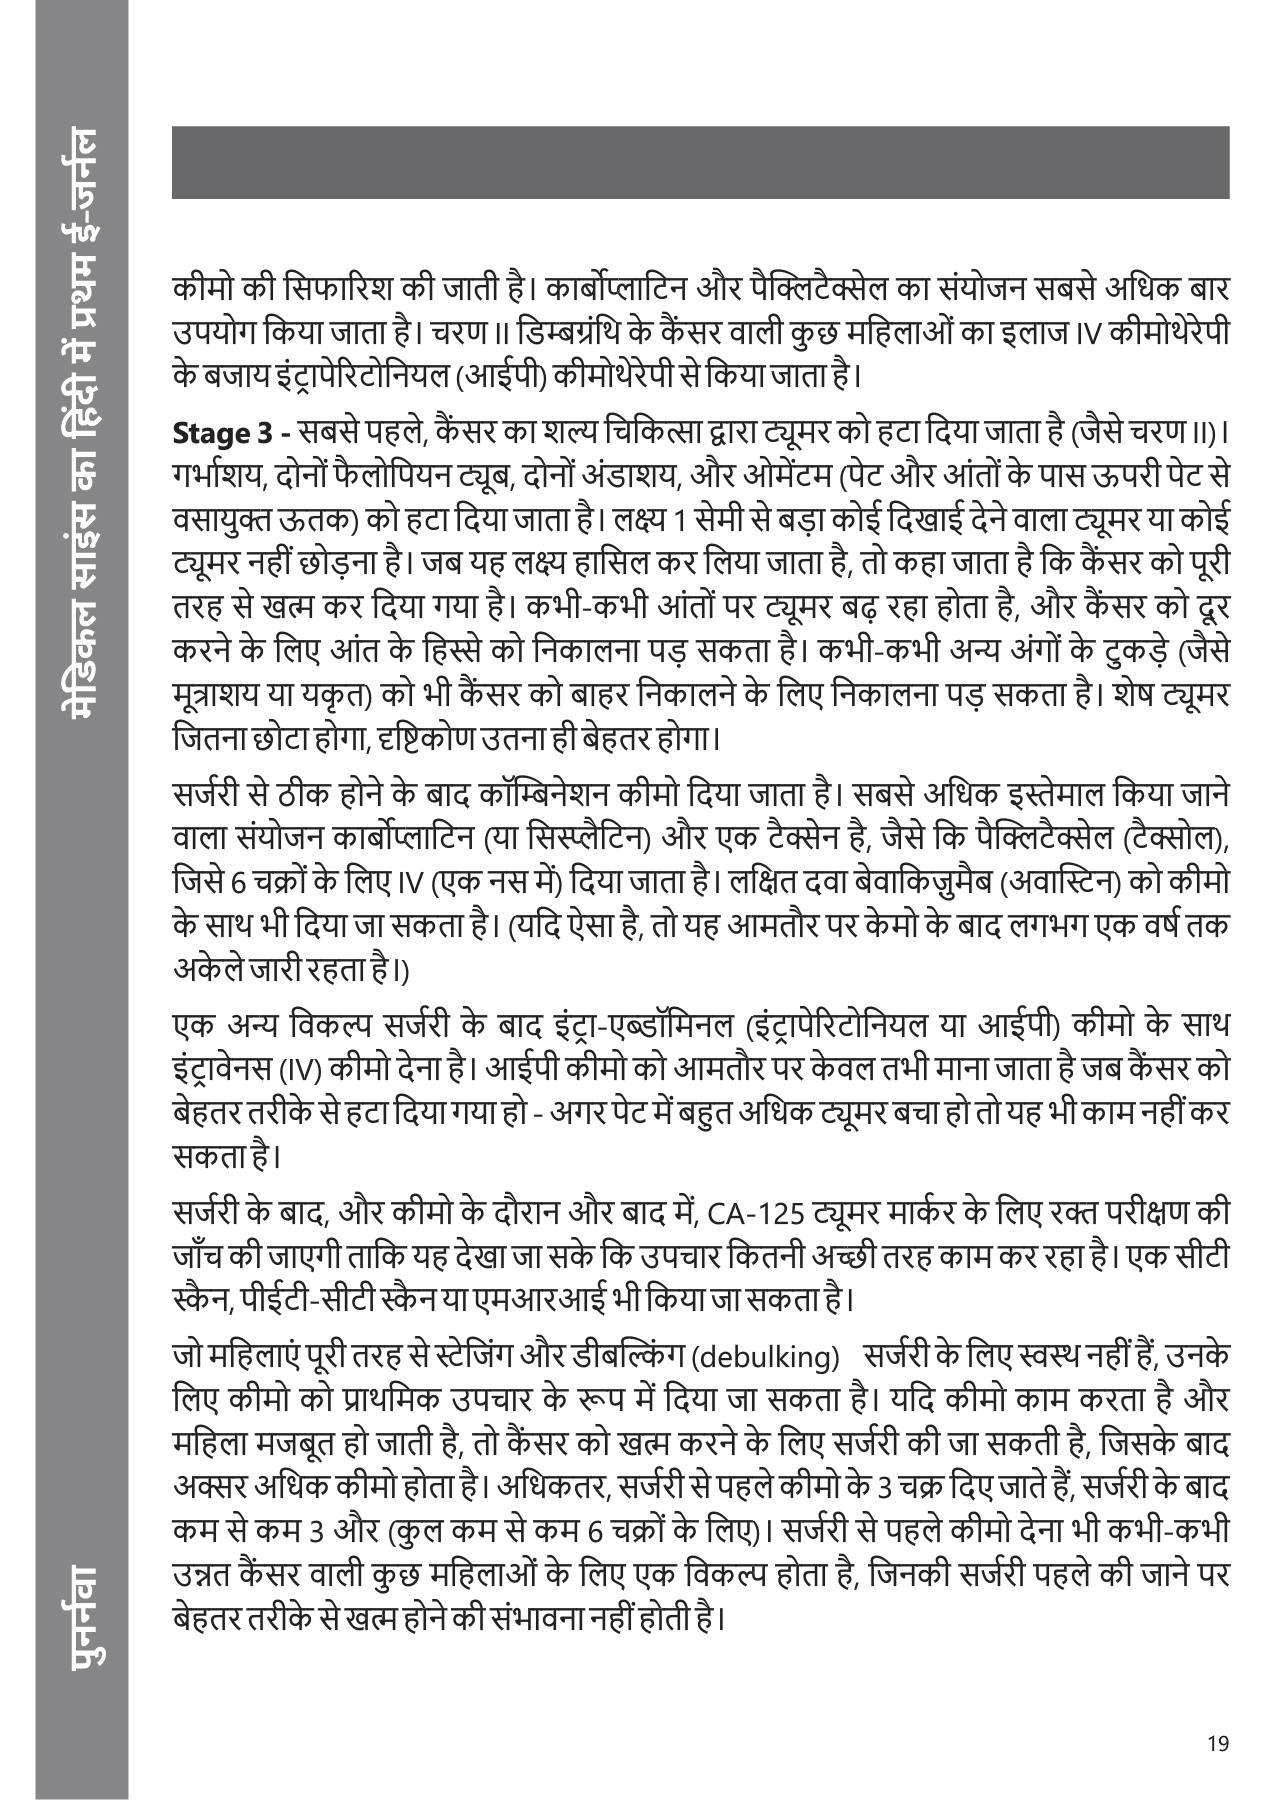 मेडिकल साइंस का हिंदी में प्रथम ई-जर्नल
पुनर्नवा
कीमो की सिफारिश की जाती है। कार्बोप्लाटिन और पैक्लिटैक्सेल का संयोजन सबसे अधिक बार
उपयोग किया जाता है। चरण II डिम्बग्रंथि के कैंसर वाली कुछ महिलाओं का इलाज IV कीमोथेरेपी
के बजाय इंट्रापेरिटोनियल (आईपी) कीमोथेरेपी से किया जाता है।
Stage 3 - सबसे पहले, कैंसर का शल्य चिकित्सा द्वारा ट्यूमर को हटा दिया जाता है (जैसे चरण II)।
गर्भाशय, दोनों फैलोपियन ट्यूब, दोनों अंडाशय, और ओमेंटम (पेट और आंतों के पास ऊपरी पेट से
वसायुक्त ऊतक) को हटा दिया जाता है। लक्ष्य 1 सेमी से बड़ा कोई दिखाई देने वाला ट्यूमर या कोई
ट्यूमर नहीं छोड़ना है। जब यह लक्ष्य हासिल कर लिया जाता है, तो कहा जाता है कि कैंसर को पूरी
तरह से खत्म कर दिया गया है। कभी-कभी आंतों पर ट्यूमर बढ़ रहा होता है, और कैंसर को दूर
करने के लिए आंत के हिस्से को निकालना पड़ सकता है। कभी-कभी अन्य अंगों के टुकड़े (जैसे
मूत्राशय या यकृत) को भी कैंसर को बाहर निकालने के लिए निकालना पड़ सकता है। शेष ट्यूमर
जितना छोटा होगा, दृष्टिकोण उतना ही बेहतर होगा।
सर्जरी से ठीक होने के बाद कॉम्बिनेशन कीमो दिया जाता है। सबसे अधिक इस्तेमाल किया जाने
वाला संयोजन कार्बोप्लाटिन (या सिस्प्लैटिन) और एक टैक्सेन है, जैसे कि पैक्लिटैक्सेल (टैक्सोल),
जिसे 6 चक्रों के लिए IV (एक नस में) दिया जाता है। लक्षित दवा बेवाकिज़ुमैब (अवास्टिन) को कीमो
के साथ भी दिया जा सकता है। (यदि ऐसा है, तो यह आमतौर पर केमो के बाद लगभग एक वर्ष तक
अकेले जारी रहता है।)
एक अन्य विकल्प सर्जरी के बाद इंट्रा-एब्डॉमिनल (इंट्रापेरिटोनियल या आईपी) कीमो के साथ
इंट्रावेनस (IV) कीमो देना है। आईपी कीमो को आमतौर पर केवल तभी माना जाता है जब कैंसर को
बेहतर तरीके से हटा दिया गया हो - अगर पेट में बहुत अधिक ट्यूमर बचा हो तो यह भी काम नहीं कर
सकता है।
सर्जरी के बाद, और कीमो के दौरान और बाद में, CA-125 ट्यूमर मार्कर के लिए रक्त परीक्षण की
जाँच की जाएगी ताकि यह देखा जा सके कि उपचार कितनी अच्छी तरह काम कर रहा है। एक सीटी
स्कैन, पीईटी-सीटी स्कैन या एमआरआई भी किया जा सकता है।
जो महिलाएं पूरी तरह से स्टेजिंग और डीबल्किंग (debulking) सर्जरी के लिए स्वस्थ नहीं हैं, उनके
लिए कीमो को प्राथमिक उपचार के रूप में दिया जा सकता है। यदि कीमो काम करता है और
महिला मजबूत हो जाती है, तो कैंसर को खत्म करने के लिए सर्जरी की जा सकती है, जिसके बाद
अक्सर अधिक कीमो होता है। अधिकतर, सर्जरी से पहले कीमो के 3 चक्र दिए जाते हैं, सर्जरी के बाद
कम से कम 3 और (कुल कम से कम 6 चक्रों के लिए)। सर्जरी से पहले कीमो देना भी कभी-कभी
उन्नत कैंसर वाली कुछ महिलाओं के लिए एक विकल्प होता है, जिनकी सर्जरी पहले की जाने पर
बेहतर तरीके से खत्म होने की संभावना नहीं होती है।
19